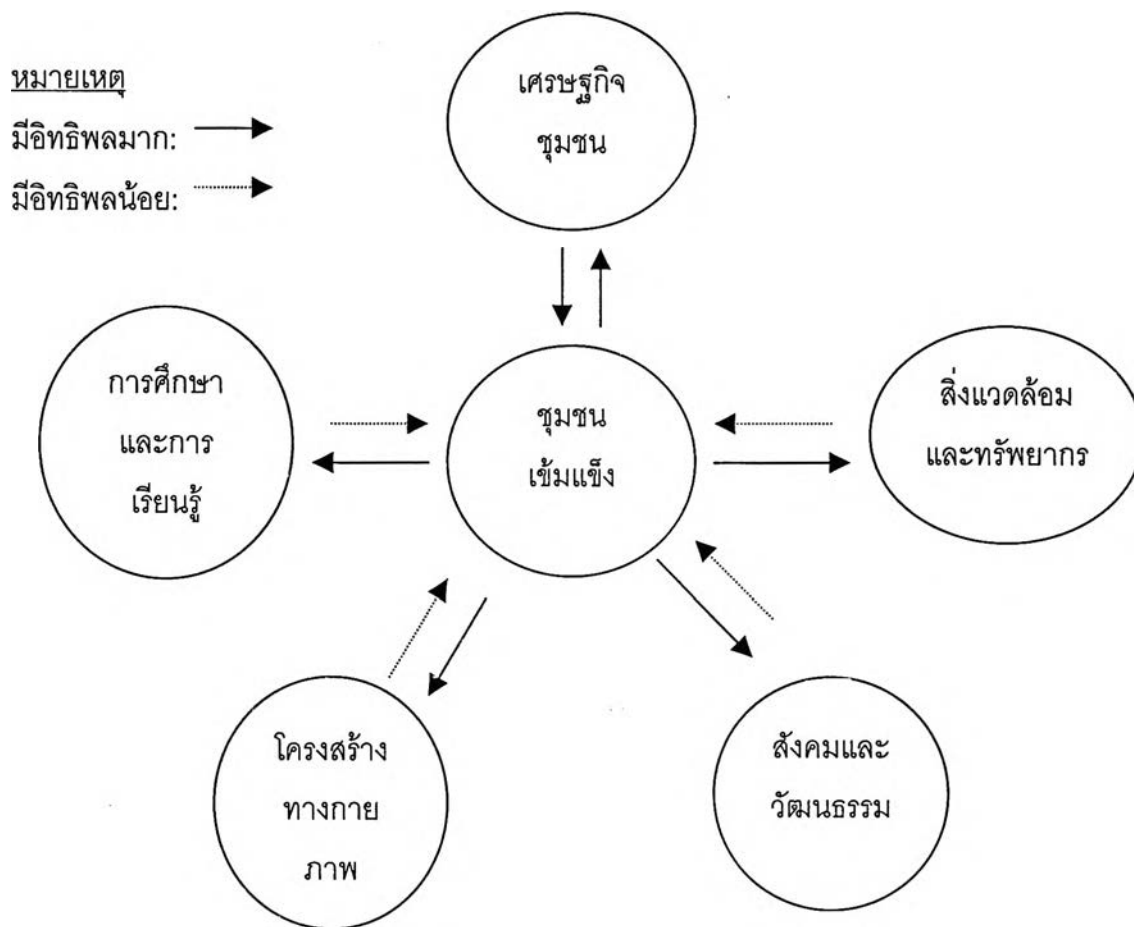 หมายเหตุ
มีอิทธิพลมาก:
มีอิทธิพลน้อย:
เศรษฐกิจ
ชุมชน
การศึกษา
และการ
เรียนรู้
ชุมชน
เข้มแข็ง
สิ่งแวดล้อม
และทรัพยากร
โครงสร้าง
ทางกาย
ภาพ
สังคมและ
วัฒนธรรม